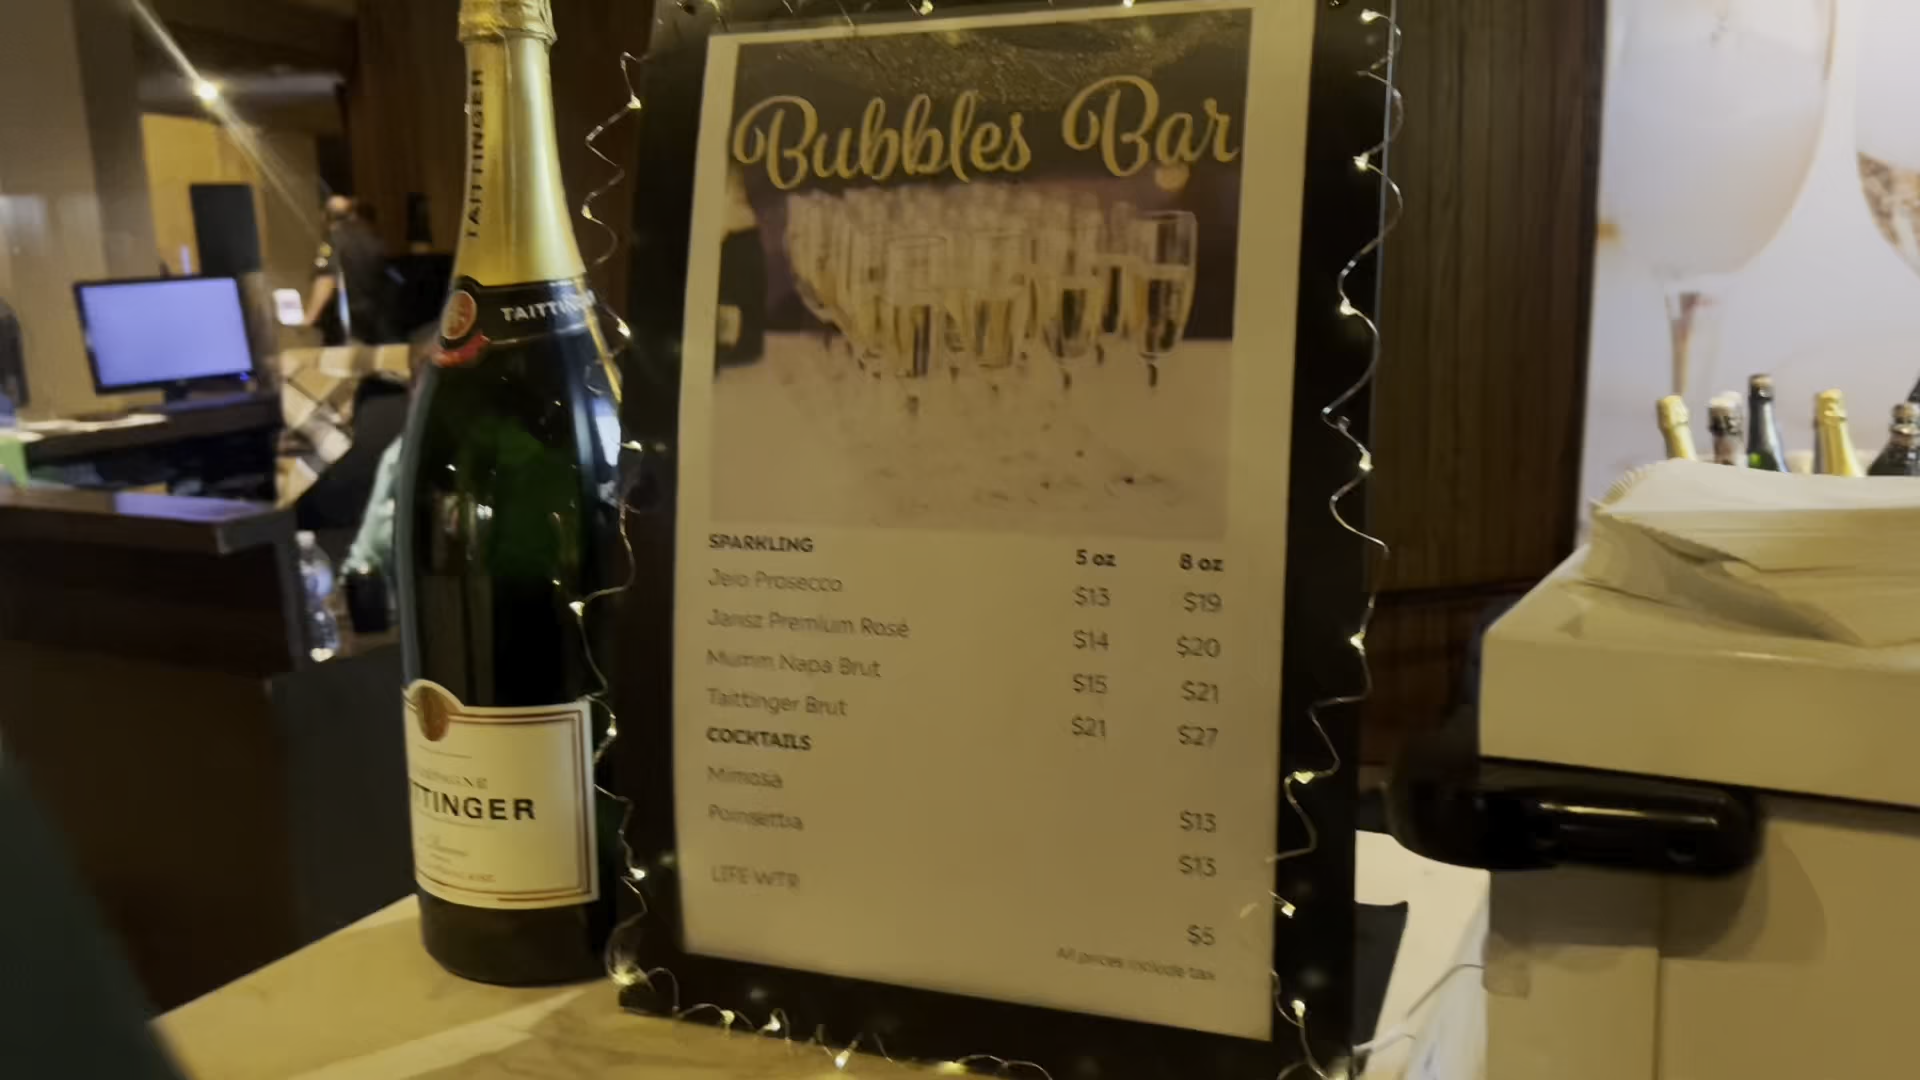 TAITTINGER
TAITTING
TTINGER
Bubbles Bar
SPARKLING 5 oz 8 oz
Jeio Prosecco $13 $19
Jansz Premium Rosé $14 $20
Mumm Napa Brut $15 $21
Taittinger Brut $21 $27
COCKTAILS
Mimosa $13
Poinsettia $13
LIFE WTR $5
All prices include tax